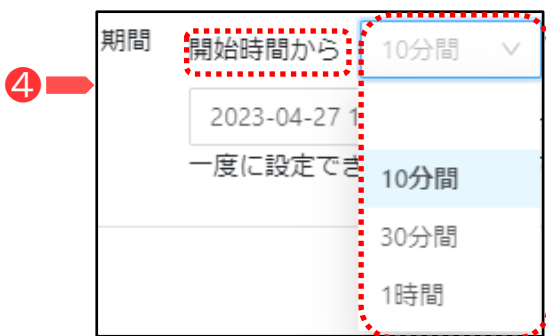 期間 開始時間から 10分間
④
2023-04-27 1
一度に設定でき
10分間
30分間
1時間